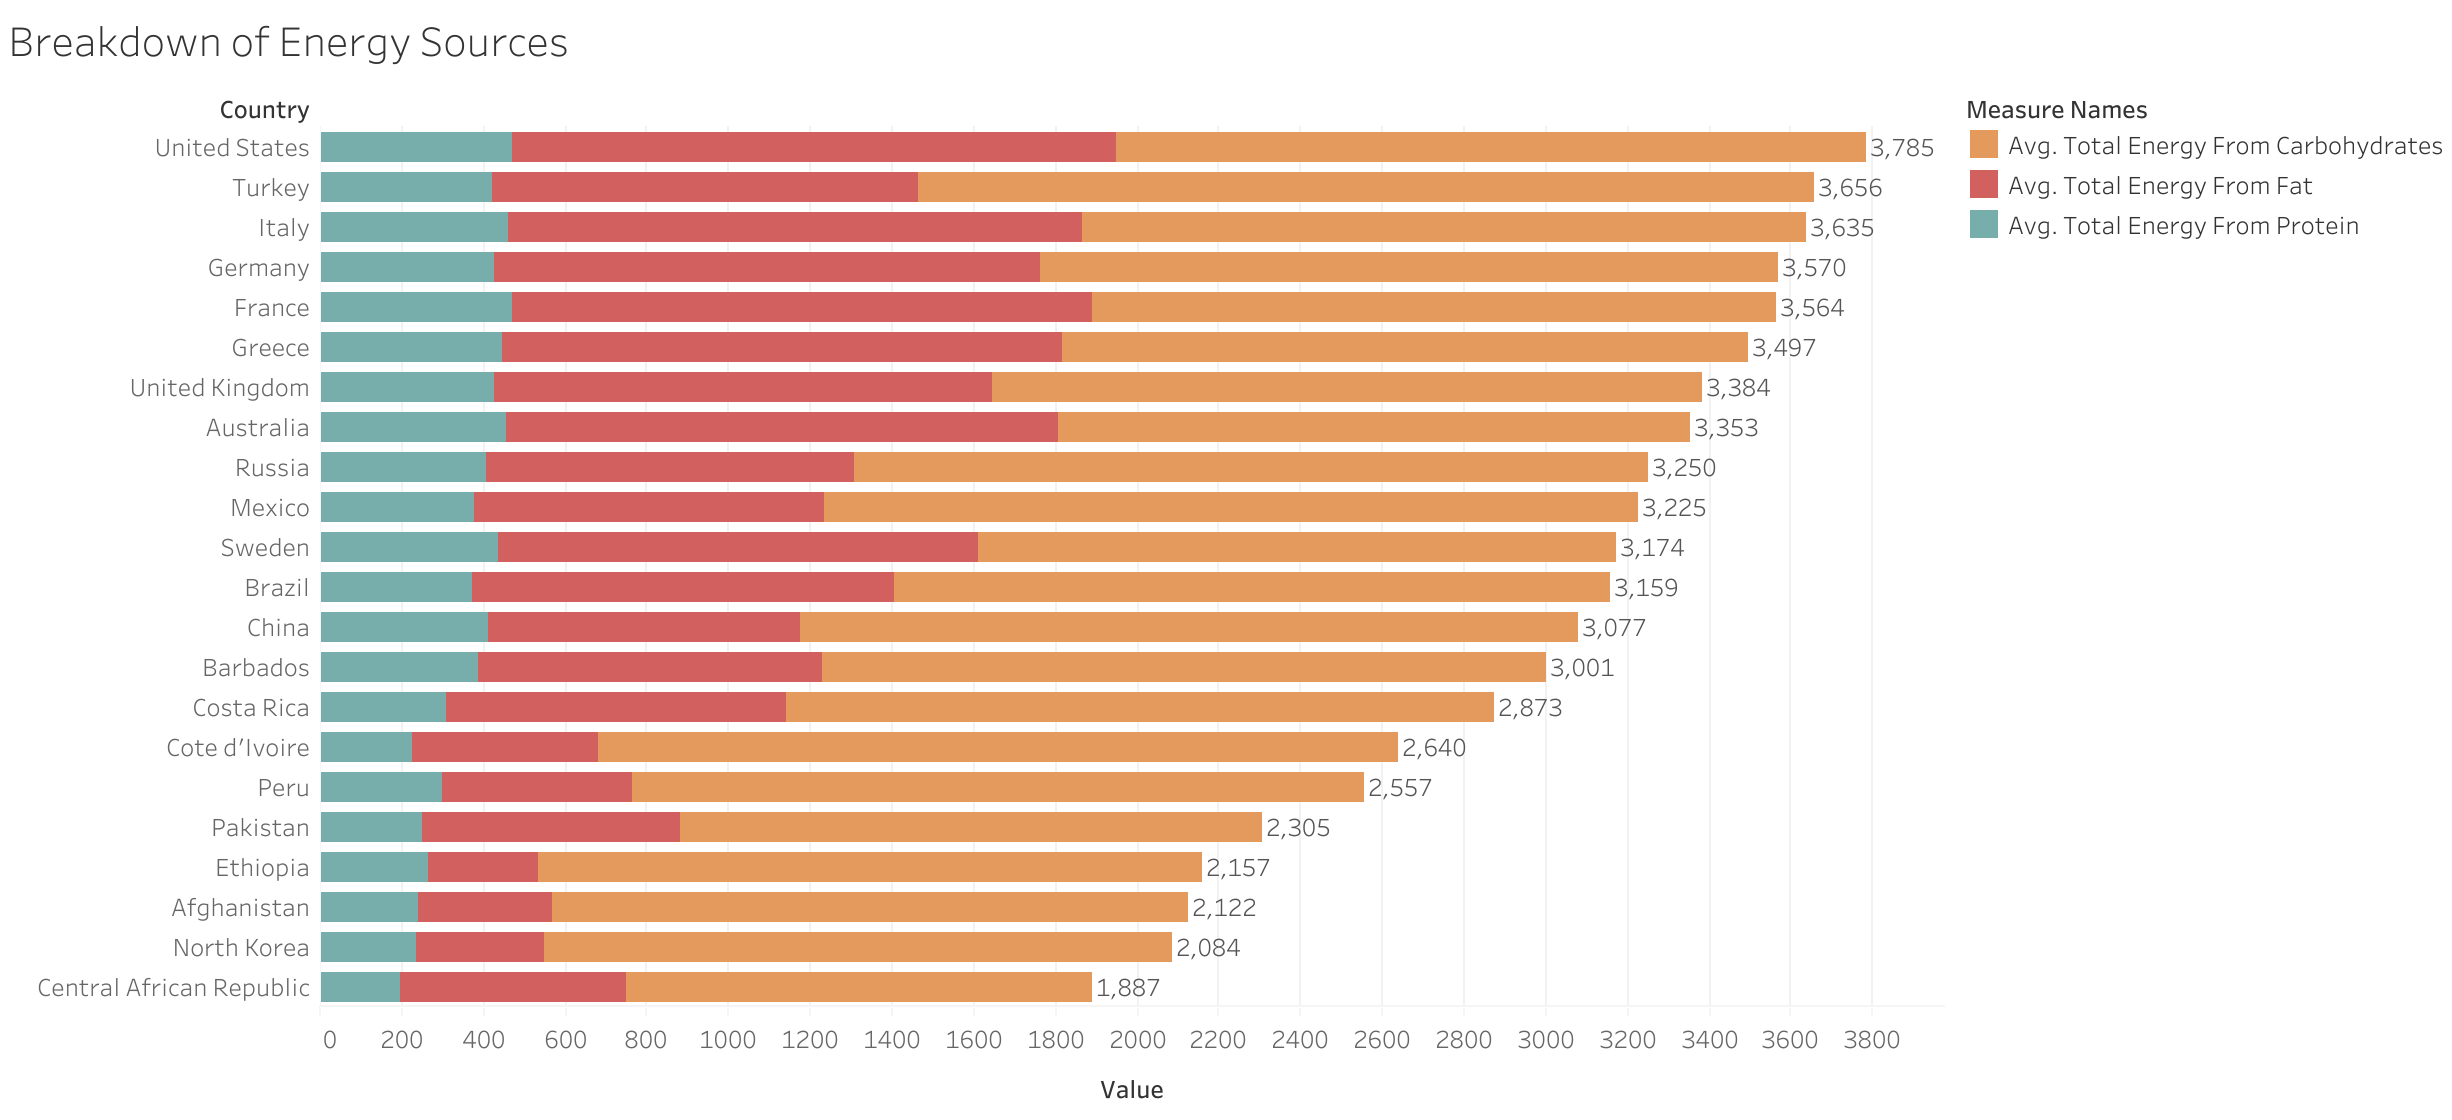 Breakdown of Energy Sources
Country
Measure Names
United States 3,785
Avg. Total Energy From Carbohydrates
Turkey 3,656
Avg. Total Energy From Fat
Italy 3,635
Avg. Total Energy From Protein
Germany 3,570
France 3,564
Greece 3,497
United Kingdom 3,384
Australia 3,353
Russia 3,250
Mexico 3,225
Sweden 3,174
Brazil 3,159
China 3,077
Barbados 3,001
Costa Rica 2,873
Cote d’Ivoire 2,640
Peru 2,557
Pakistan 2,305
Ethiopia 2,157
Afghanistan 2,122
North Korea 2,084
Central African Republic 1,887
0 200 400 600 800 1000 1200 1400 1600 1800 2000 2200 2400 2600 2800 3000 3200 3400 3600 3800
Value